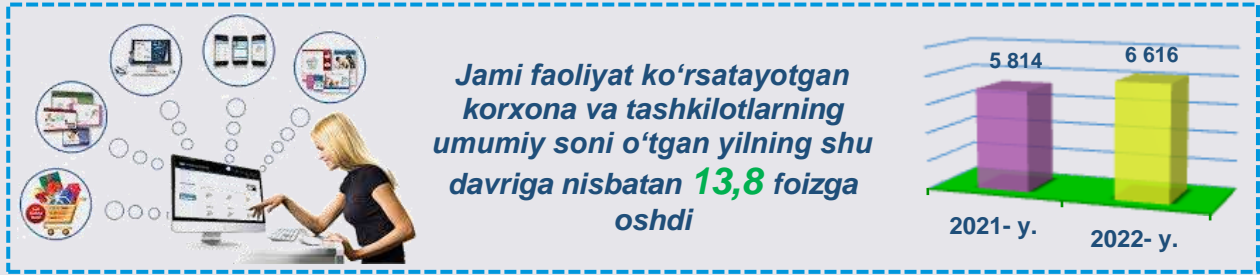 Jami faoliyat ko‘rsatayotgan
korxona va tashkilotlarning
umumiy soni o‘tgan yilning shu
davriga nisbatan 13,8 foizga
oshdi
5 814
6 616
2021- y.
2022- y.